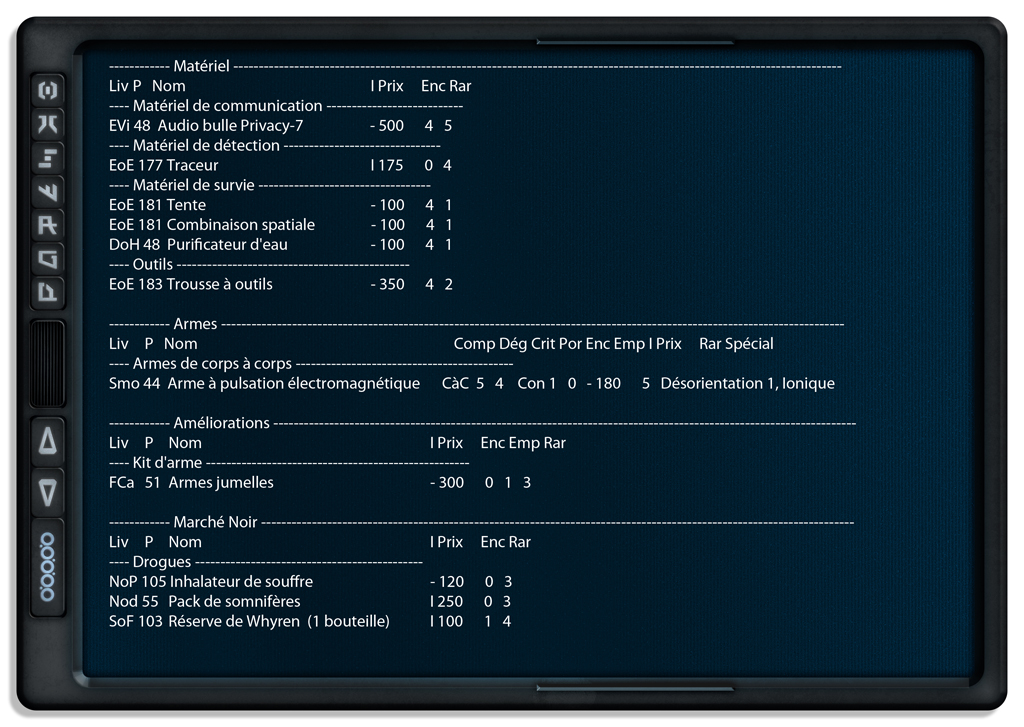 ------------ Matériel ------------------------------------------------------------------------------------------------------------------------
Liv P Nom I Prix Enc Rar
---- Matériel de communication ---------------------------
EVi 48 Audio bulle Privacy-7 - 500 4 5
---- Matériel de détection -------------------------------
EoE 177 Traceur I 175 0 4
---- Matériel de survie ----------------------------------
EoE 181 Tente - 100 4 1
EoE 181 Combinaison spatiale - 100 4 1
DoH 48 Purificateur d'eau - 100 4 1
---- Outils ----------------------------------------------
EoE 183 Trousse à outils - 350 4 2
------------ Armes ---------------------------------------------------------------------------------------------------------------------------
Liv P Nom Comp Dég Crit Por Enc Emp I Prix Rar Spécial
---- Armes de corps à corps -------------------------------------------
Smo 44 Arme à pulsation électromagnétique CàC 5 4 Con 1 0 - 180 5 Désorientation 1, Ionique
------------ Améliorations -------------------------------------------------------------------------------------------------------------------
Liv P Nom I Prix Enc Emp Rar
---- Kit d'arme ----------------------------------------------------
FCa 51 Armes jumelles - 300 0 1 3
------------ Marché Noir ---------------------------------------------------------------------------------------------------------------------
Liv P Nom I Prix Enc Rar
---- Drogues ---------------------------------------------
NoP 105 Inhalateur de souffre - 120 0 3
Nod 55 Pack de somnifères I 250 0 3
SoF 103 Réserve de Whyren (1 bouteille) I 100 1 4